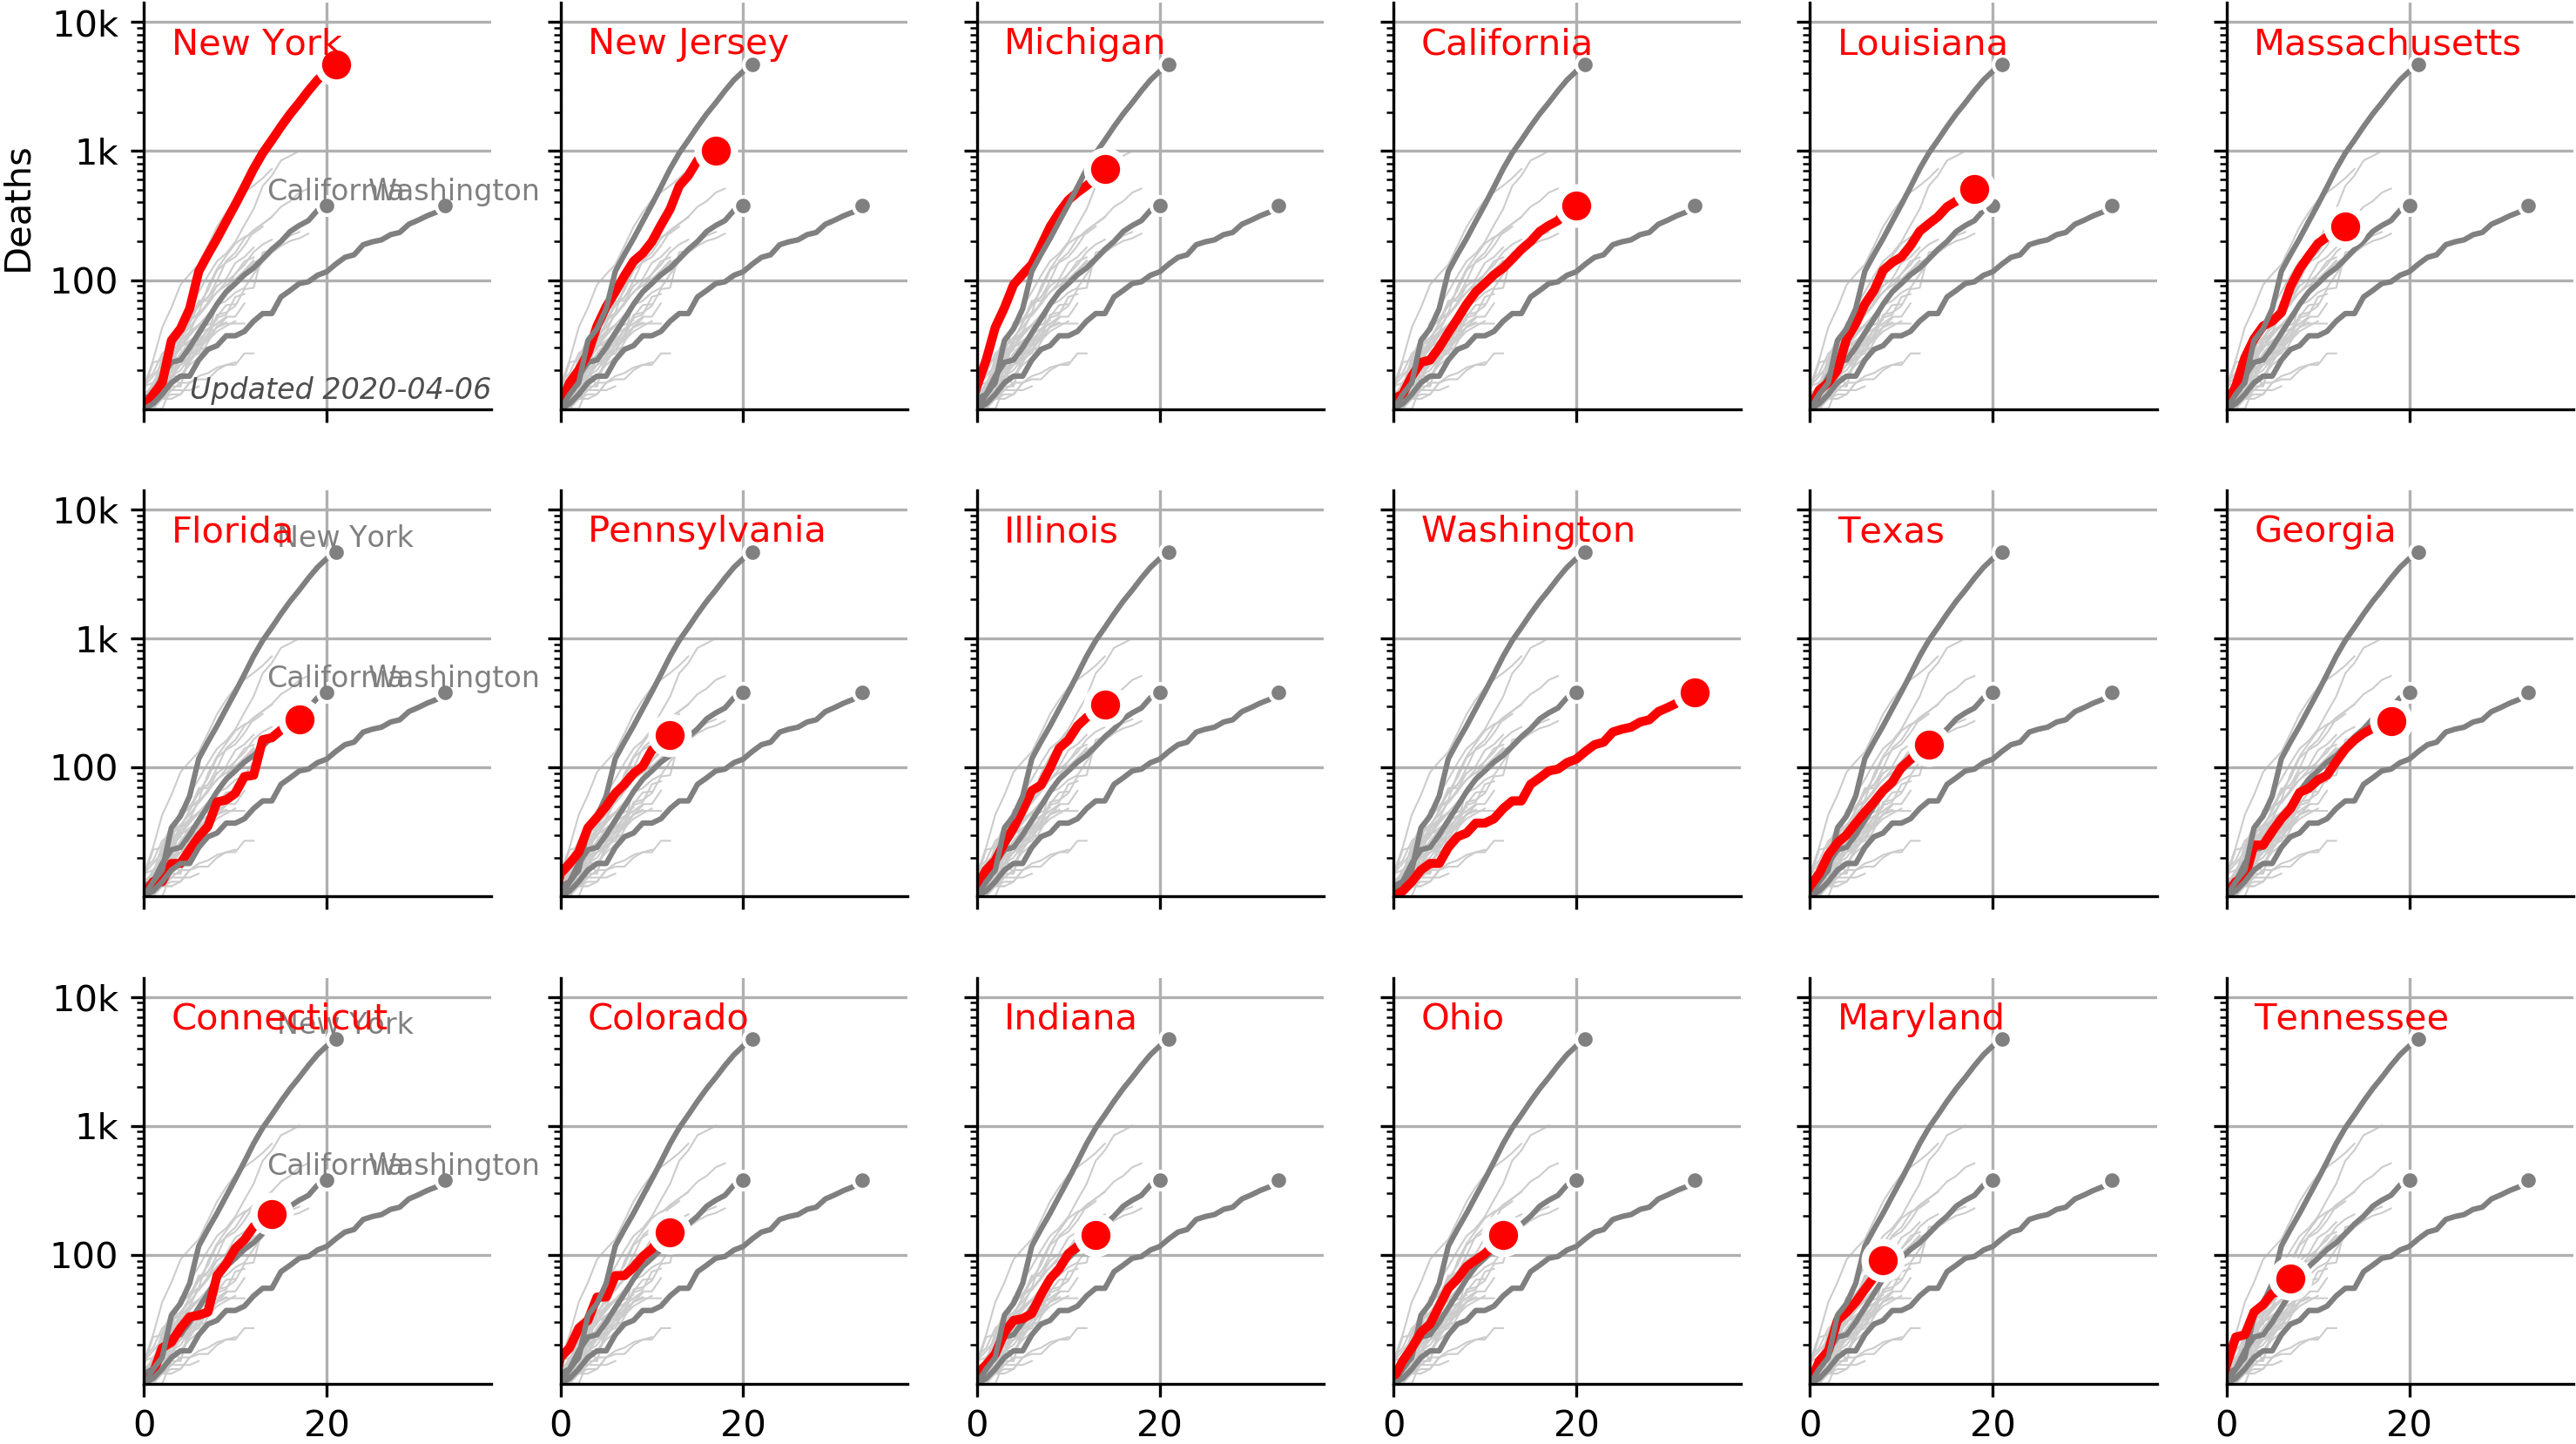 10k
1k
100
Deaths
New York
California
Washington
Updated 2020-04-06
New Jersey
Michigan
California
Louisiana
Massachusetts
10k
1k
100
Florida
New York
California
Washington
Pennsylvania
Illinois
Washington
Texas
Georgia
10k
1k
100
Connecticut
New York
California
Washington
Colorado
Indiana
Ohio
Maryland
Tennessee
0 20 0 20 0 20 0 20 0 20 0 20